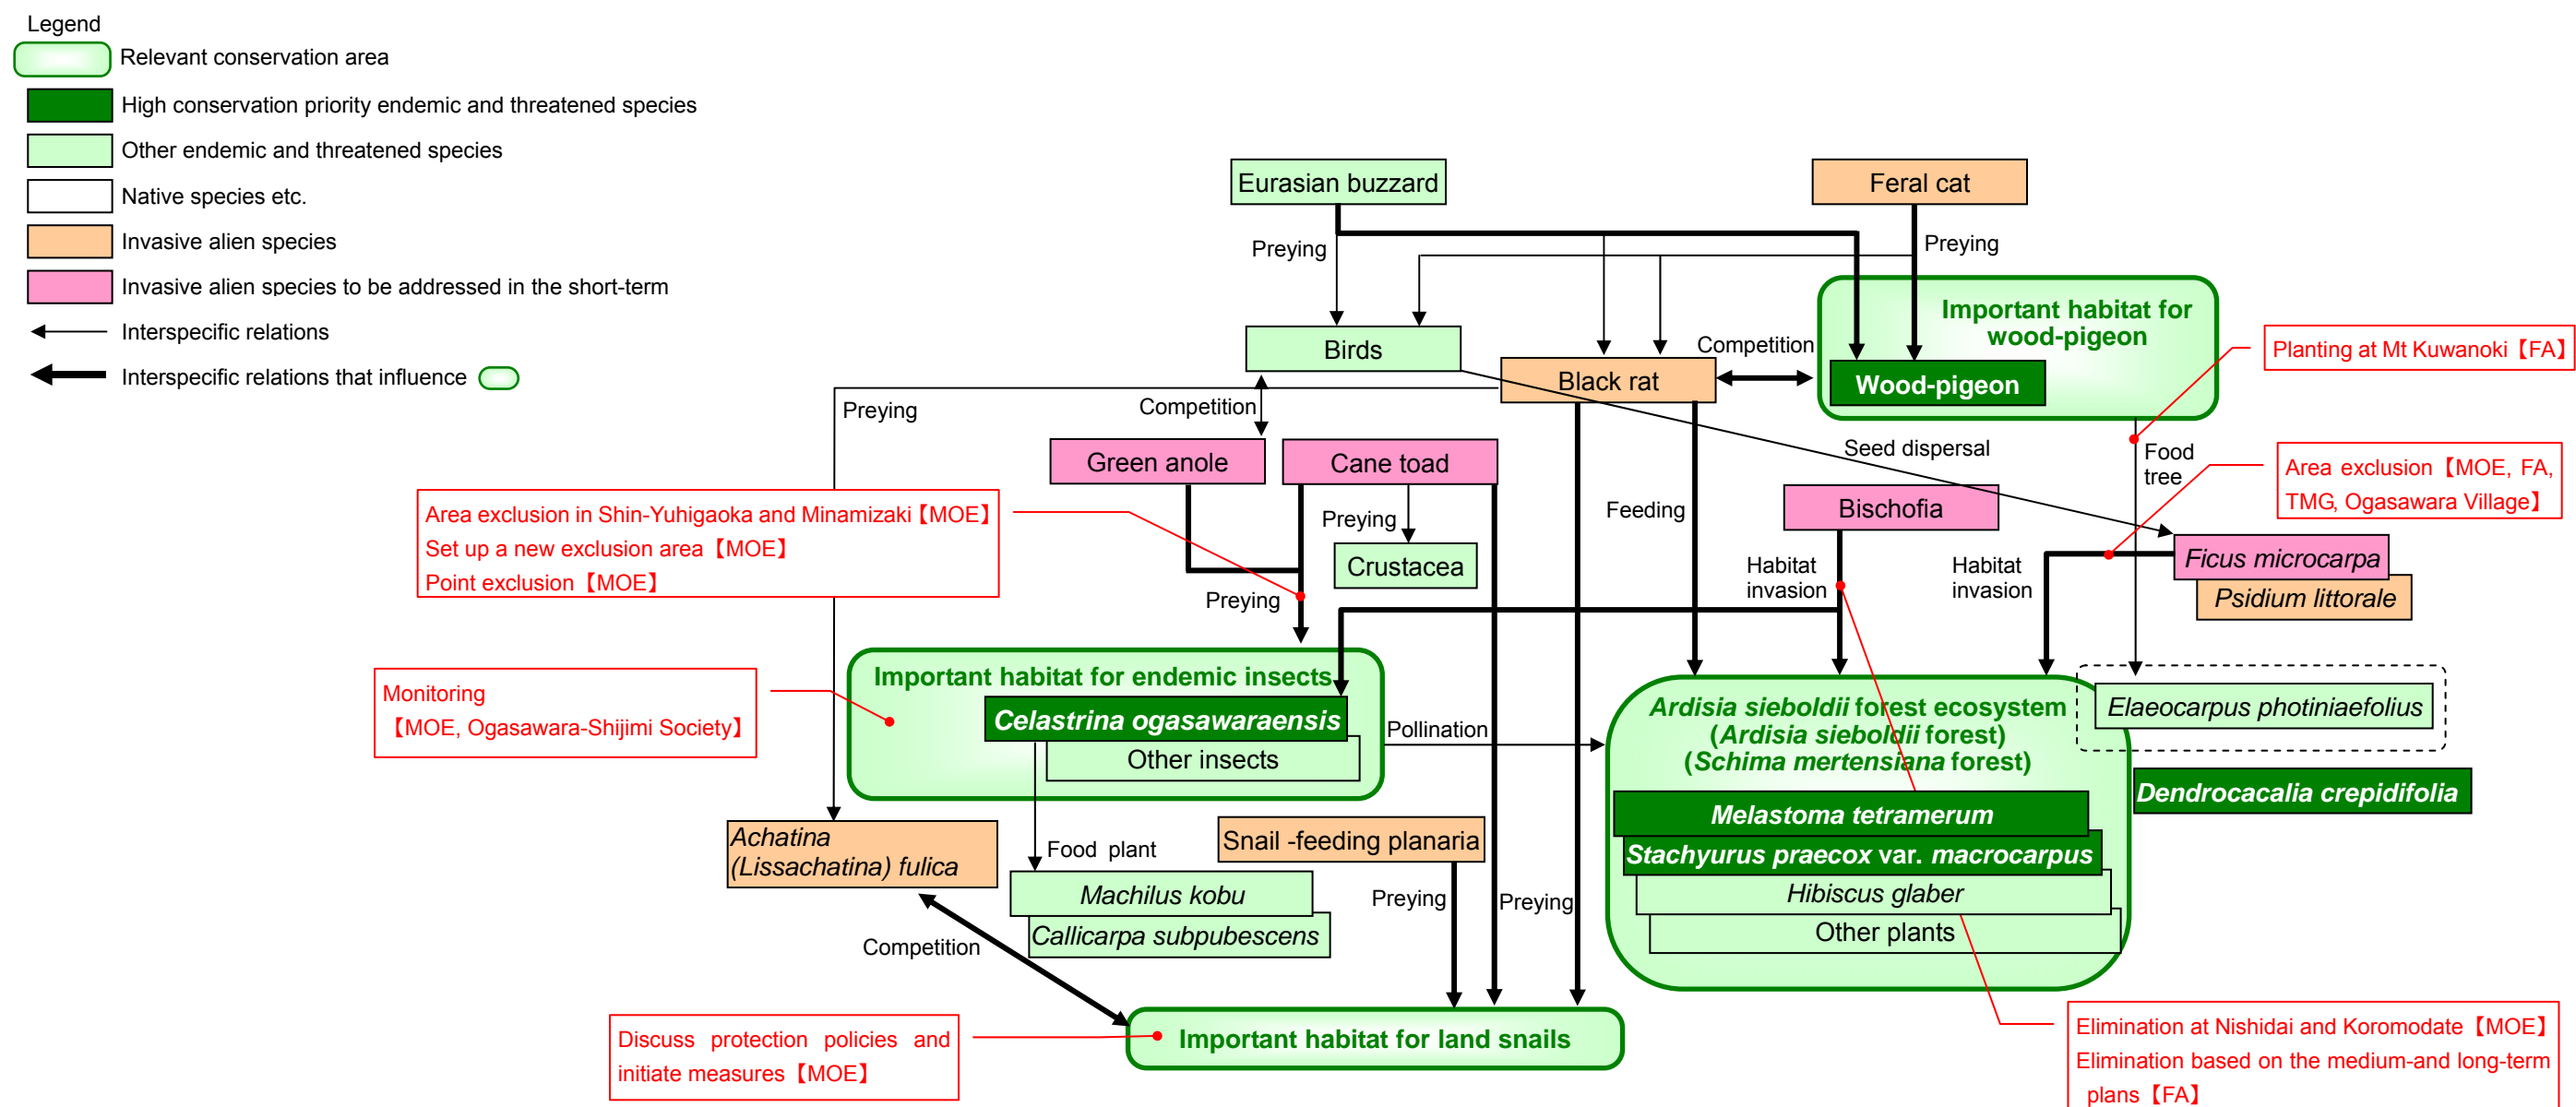 Legend
Relevant conservation area
High conservation priority endemic and threatened species
Other endemic and threatened species
Native species etc.
Invasive alien species
Invasive alien species to be addressed in the short-term
Interspecific relations
Interspecific relations that influence
Eurasian buzzard
Feral cat
Preying
Preying
Important habitat for
wood-pigeon
Wood-pigeon
Birds
Black rat
Competition
Planting at Mt Kuwanoki【FA】
Preying
Competition
Green anole
Cane toad
Seed dispersal
Food
tree
Area exclusion【MOE, FA,
TMG, Ogasawara Village】
Area exclusion in Shin-Yuhigaoka and Minamizaki【MOE】
Set up a new exclusion area【MOE】
Point exclusion【MOE】
Preying
Crustacea
Feeding
Bischofia
Habitat
invasion
Habitat
invasion
Ficus microcarpa
Psidium littorale
Preying
Monitoring
【MOE, Ogasawara-Shijimi Society】
Important habitat for endemic insects
Celastrina ogasawaraensis
Other insects
Pollination
Ardisia sieboldii forest ecosystem
(Ardisia sieboldii forest)
(Schima mertensiana forest)
Elaeocarpus photiniaefolius
Dendrocacalia crepidifolia
Melastoma tetramerum
Stachyurus praecox var. macrocarpus
Hibiscus glaber
Other plants
Achatina
(Lissachatina) fulica
Food plant
Machilus kobu
Callicarpa subpubescens
Snail -feeding planaria
Preying
Preying
Competition
Discuss protection policies and
initiate measures【MOE】
Important habitat for land snails
Elimination at Nishidai and Koromodate【MOE】
Elimination based on the medium-and long-term
plans【FA】